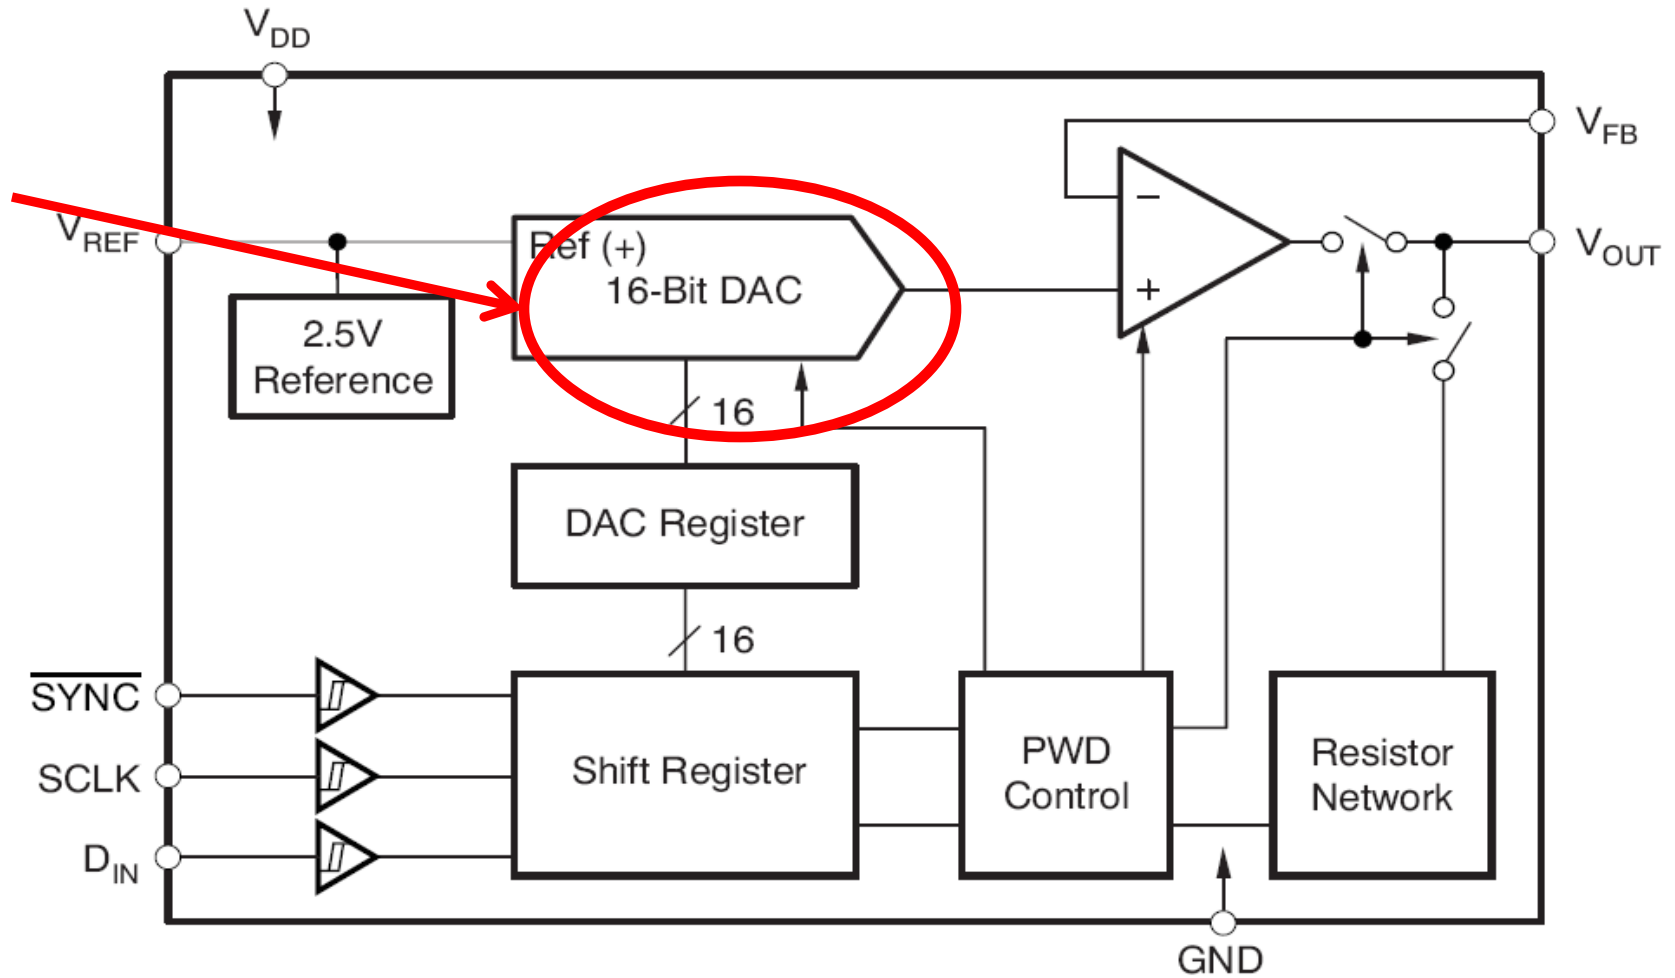 VDD
VFB
VREF
Ref (+)
16-Bit DAC
−
+
VOUT
2.5V
Reference
16
DAC Register
16
SYNC
SCLK
DIN
Shift Register
PWD
Control
Resistor
Network
GND